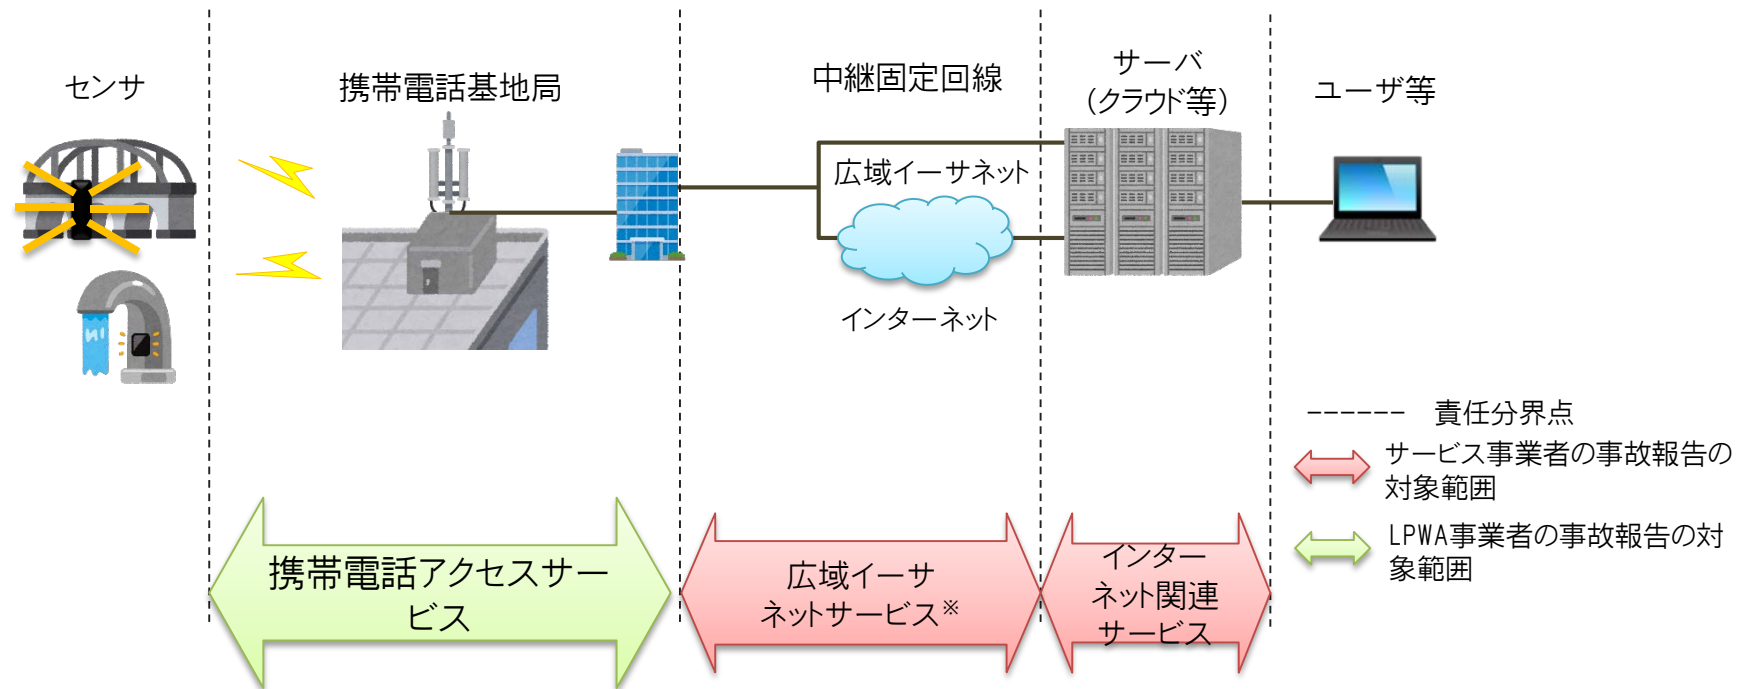 センサ
携帯電話基地局
中継固定回線
サーバ
（クラウド等）
ユーザ等
広域イーサネット
インターネット
------ 責任分界点
サービス事業者の事故報告の
対象範囲
LPWA事業者の事故報告の対
象範囲
携帯電話アクセスサー
ビス
広域イーサ
ネットサービス※
インター
ネット関連
サービス